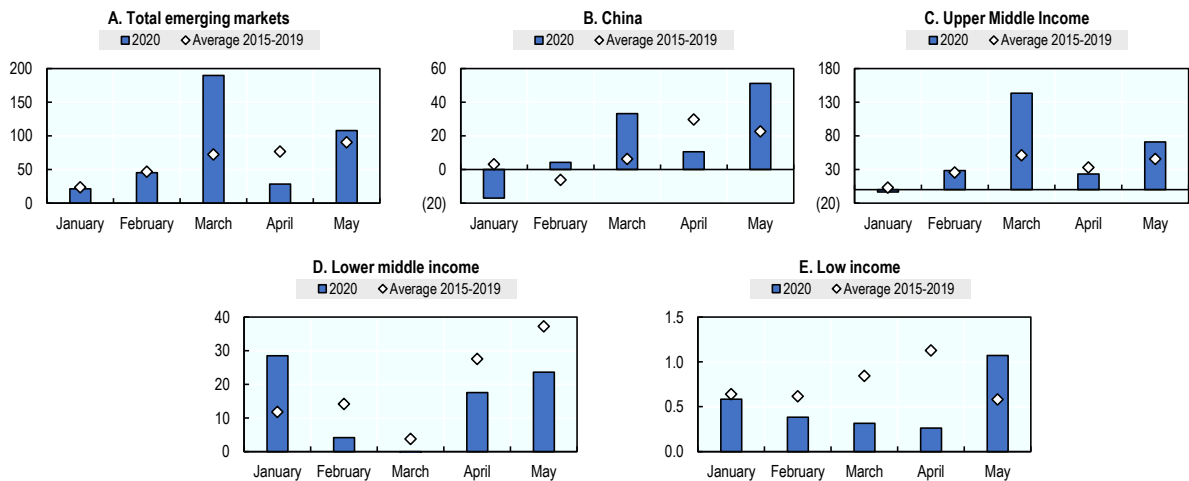 A. Total emerging markets
2020 Average 2015-2019
200
150
100
50
0
January February March April May
B. China
2020 Average 2015-2019
60
40
20
0
(20)
January February March April May
C. Upper Middle Income
2020 Average 2015-2019
180
130
80
30
(20)
January February March April May
D. Lower middle income
2020 Average 2015-2019
40
30
20
10
0
January February March April May
E. Low income
2020 Average 2015-2019
1.5
1.0
0.5
0.0
January February March April May